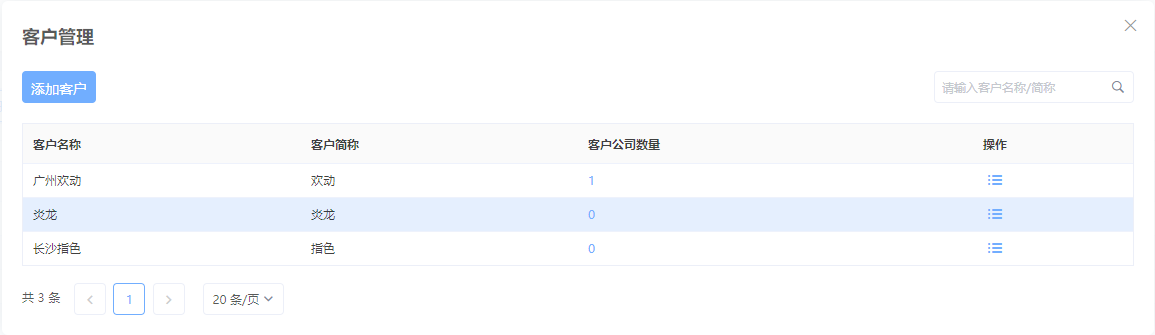 客户管理
添加客户
请输入客户名称/简称
客户名称 客户简称 客户公司数量 操作
广州欢动 欢动 1
炎龙 炎龙 0
长沙指色 指色 0
共 3 条 1 20 条/页